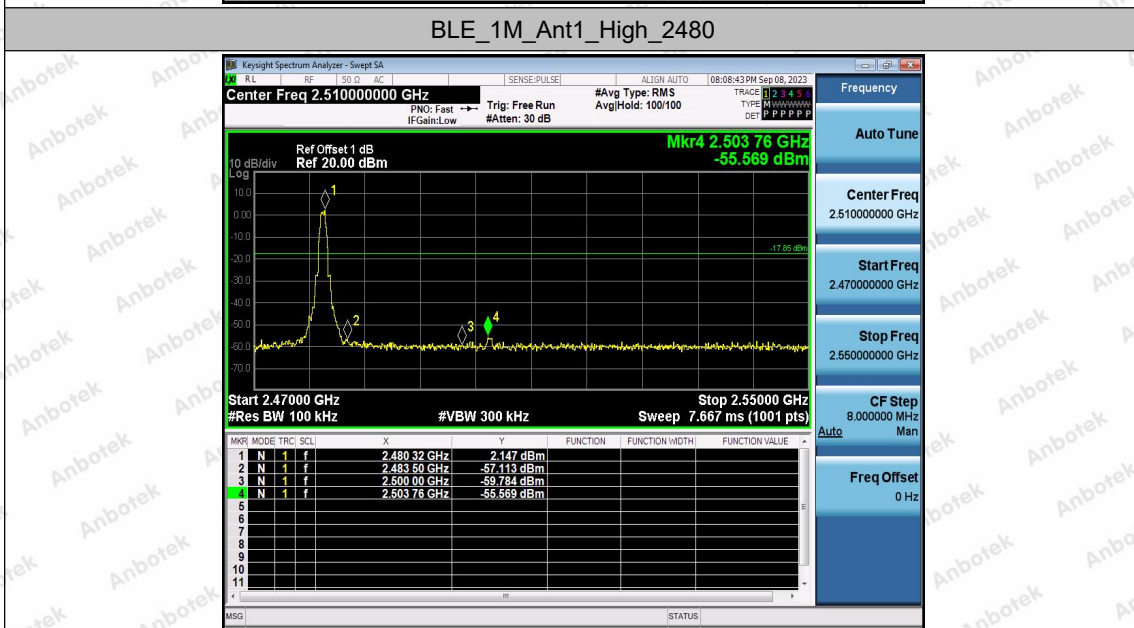 BLE_1M_Ant1_High_2480
Keysight Spectrum Analyzer - Swept SA
LXI RL RF 50 Ω AC SENSE:PULSE ALIGN AUTO 08:08:43 PM Sep 08, 2023
Center Freq 2.510000000 GHz
PNO: Fast
IFGain:Low
Trig: Free Run
#Atten: 30 dB
#Avg Type: RMS
Avg|Hold: 100/100
TRACE 1 2 3 4 5 6
TYPE M W W W W W
DET P P P P P P
Frequency
Auto Tune
Center Freq
2.510000000 GHz
Start Freq
2.470000000 GHz
Stop Freq
2.550000000 GHz
CF Step
8.000000 MHz
Auto Man
Freq Offset
0 Hz
Mkr4 2.503 76 GHz
-55.569 dBm
Ref Offset 1 dB
10 dB/div Ref 20.00 dBm
Log
10.0
0.00
-10.0
-20.0
-30.0
-40.0
-50.0
-60.0
-70.0
1
2
3
4
-17.85 dBm
Start 2.47000 GHz Stop 2.55000 GHz
#Res BW 100 kHz #VBW 300 kHz Sweep 7.667 ms (1001 pts)
MKR MODE TRC SCL X Y FUNCTION FUNCTION WIDTH FUNCTION VALUE
1 N 1 f 2.480 32 GHz 2.147 dBm
2 N 1 f 2.483 50 GHz -57.113 dBm
3 N 1 f 2.500 00 GHz -59.784 dBm
4 N 1 f 2.503 76 GHz -55.569 dBm
5
6
7
8
9
10
11
MSG STATUS
Anbotek